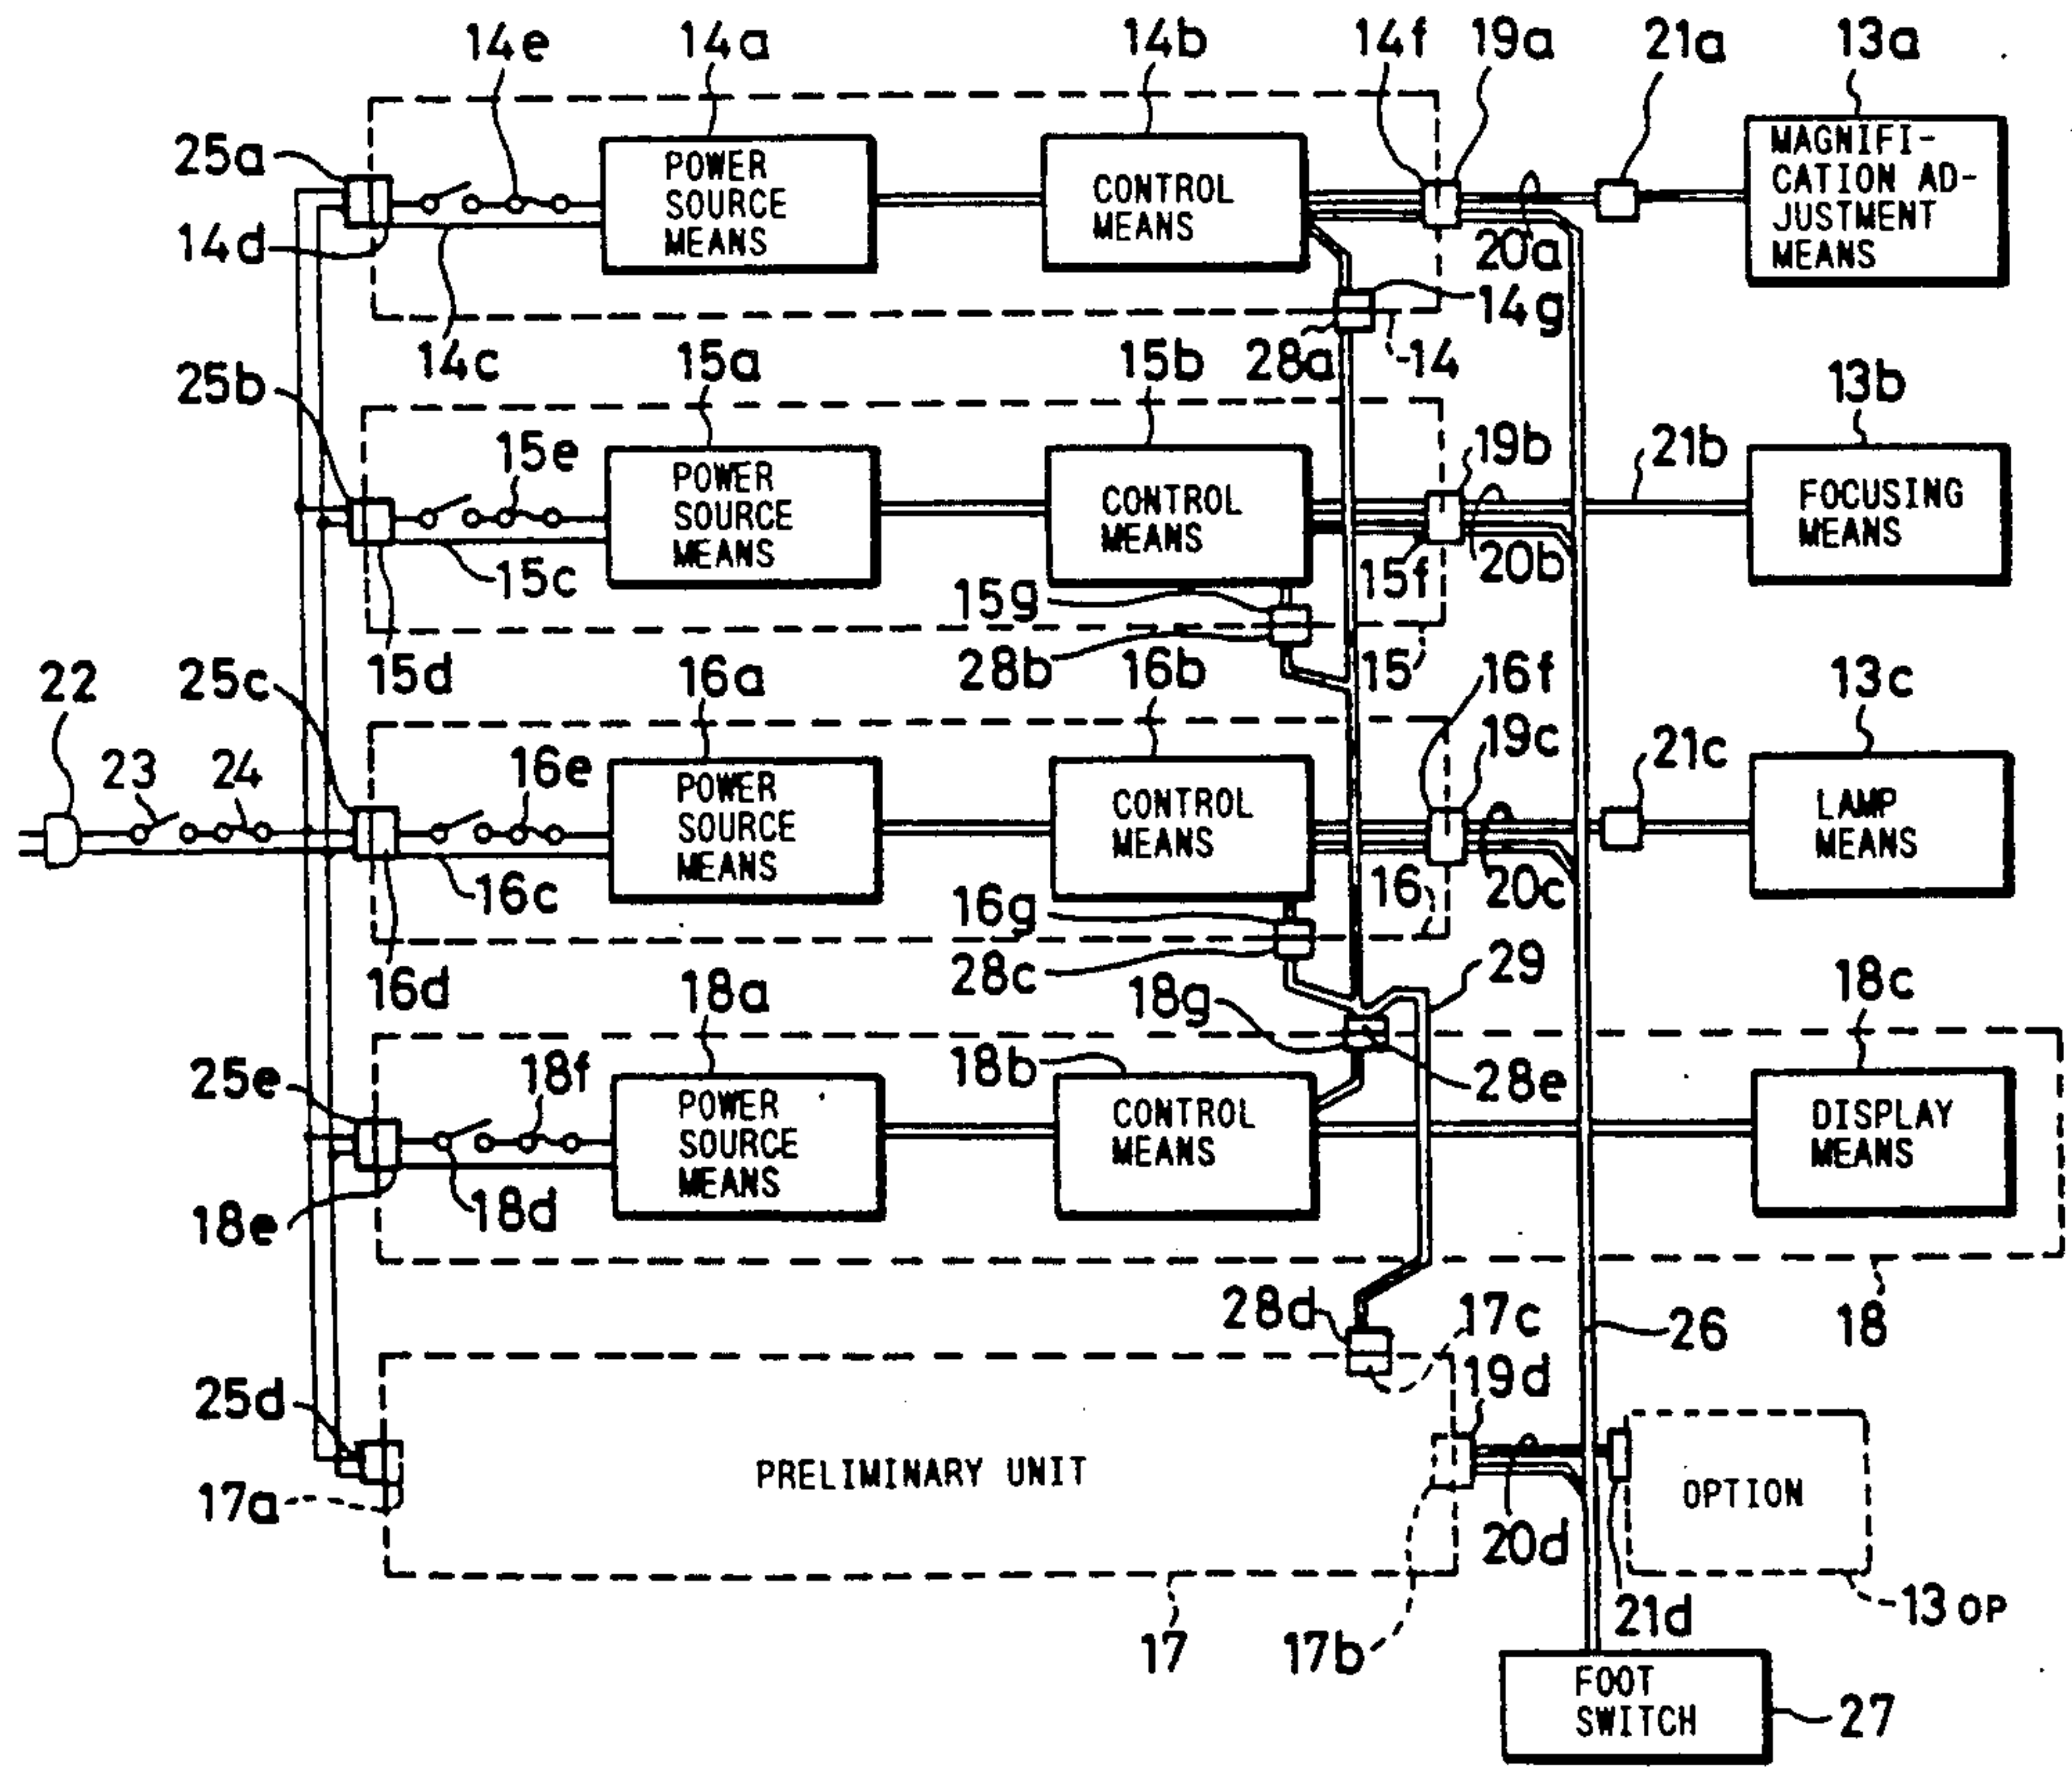 14e 14a 14b 14f 19a 21a 13a
25a
POWER
SOURCE
MEANS
CONTROL
MEANS
MAGNIFI-
CATION AD-
JUSTMENT
MEANS
14d 20a
14g
14c 28a 14
25b 15a 15b 13b
15e 19b 21b
POWER
SOURCE
MEANS
CONTROL
MEANS
FOCUSING
MEANS
15c 15f 20b
15g
15d 28b 15
22 25c 16a 16b 16f 13c
23 24 16e 19c 21c
POWER
SOURCE
MEANS
CONTROL
MEANS
LAMP
MEANS
16c 16g 16 20c
16d 28c 29
18a 18g 18c
25e 18f 18b 28e
POWER
SOURCE
MEANS
CONTROL
MEANS
DISPLAY
MEANS
18e 18d
28d 17c 26 18
25d 19d
17a
PRELIMINARY UNIT
OPTION
20d
17 17b 21d 13OP
FOOT
SWITCH
27